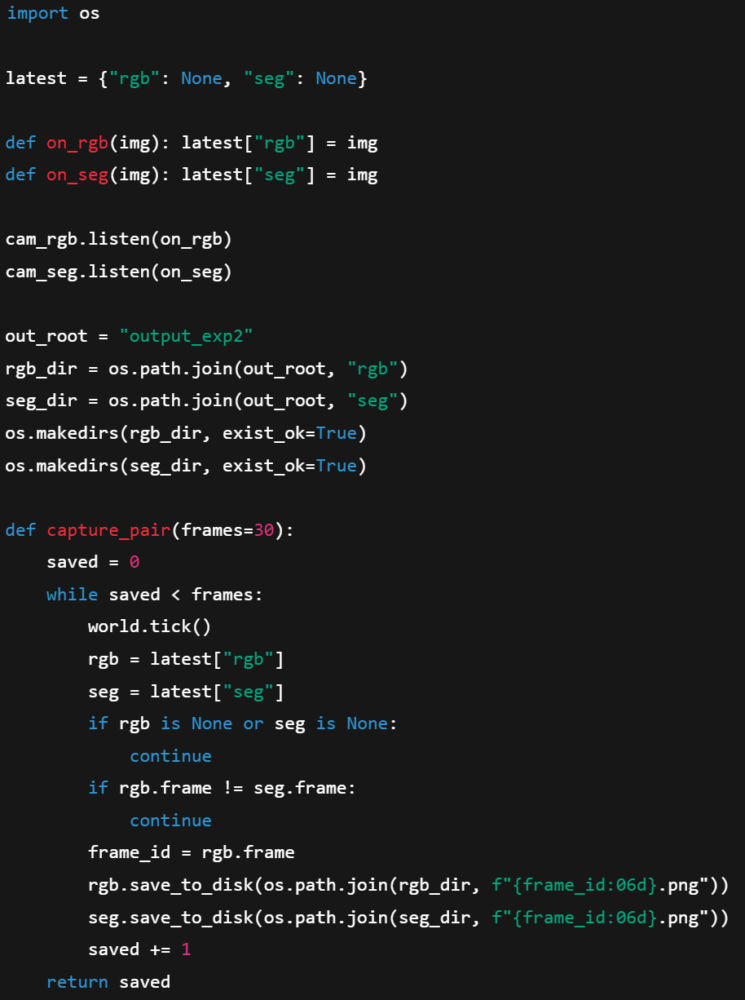 import os

latest = {"rgb": None, "seg": None}

def on_rgb(img): latest["rgb"] = img
def on_seg(img): latest["seg"] = img

cam_rgb.listen(on_rgb)
cam_seg.listen(on_seg)

out_root = "output_exp2"
rgb_dir = os.path.join(out_root, "rgb")
seg_dir = os.path.join(out_root, "seg")
os.makedirs(rgb_dir, exist_ok=True)
os.makedirs(seg_dir, exist_ok=True)

def capture_pair(frames=30):
    saved = 0
    while saved < frames:
        world.tick()
        rgb = latest["rgb"]
        seg = latest["seg"]
        if rgb is None or seg is None:
            continue
        if rgb.frame != seg.frame:
            continue
        frame_id = rgb.frame
        rgb.save_to_disk(os.path.join(rgb_dir, f"{frame_id:06d}.png"))
        seg.save_to_disk(os.path.join(seg_dir, f"{frame_id:06d}.png"))
        saved += 1
    return saved